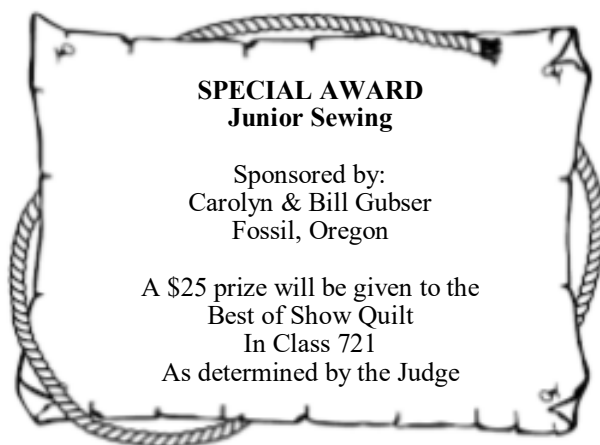 SPECIAL AWARD
Junior Sewing
Sponsored by:
Carolyn & Bill Gubser
Fossil, Oregon
A $25 prize will be given to the
Best of Show Quilt
In Class 721
As determined by the Judge